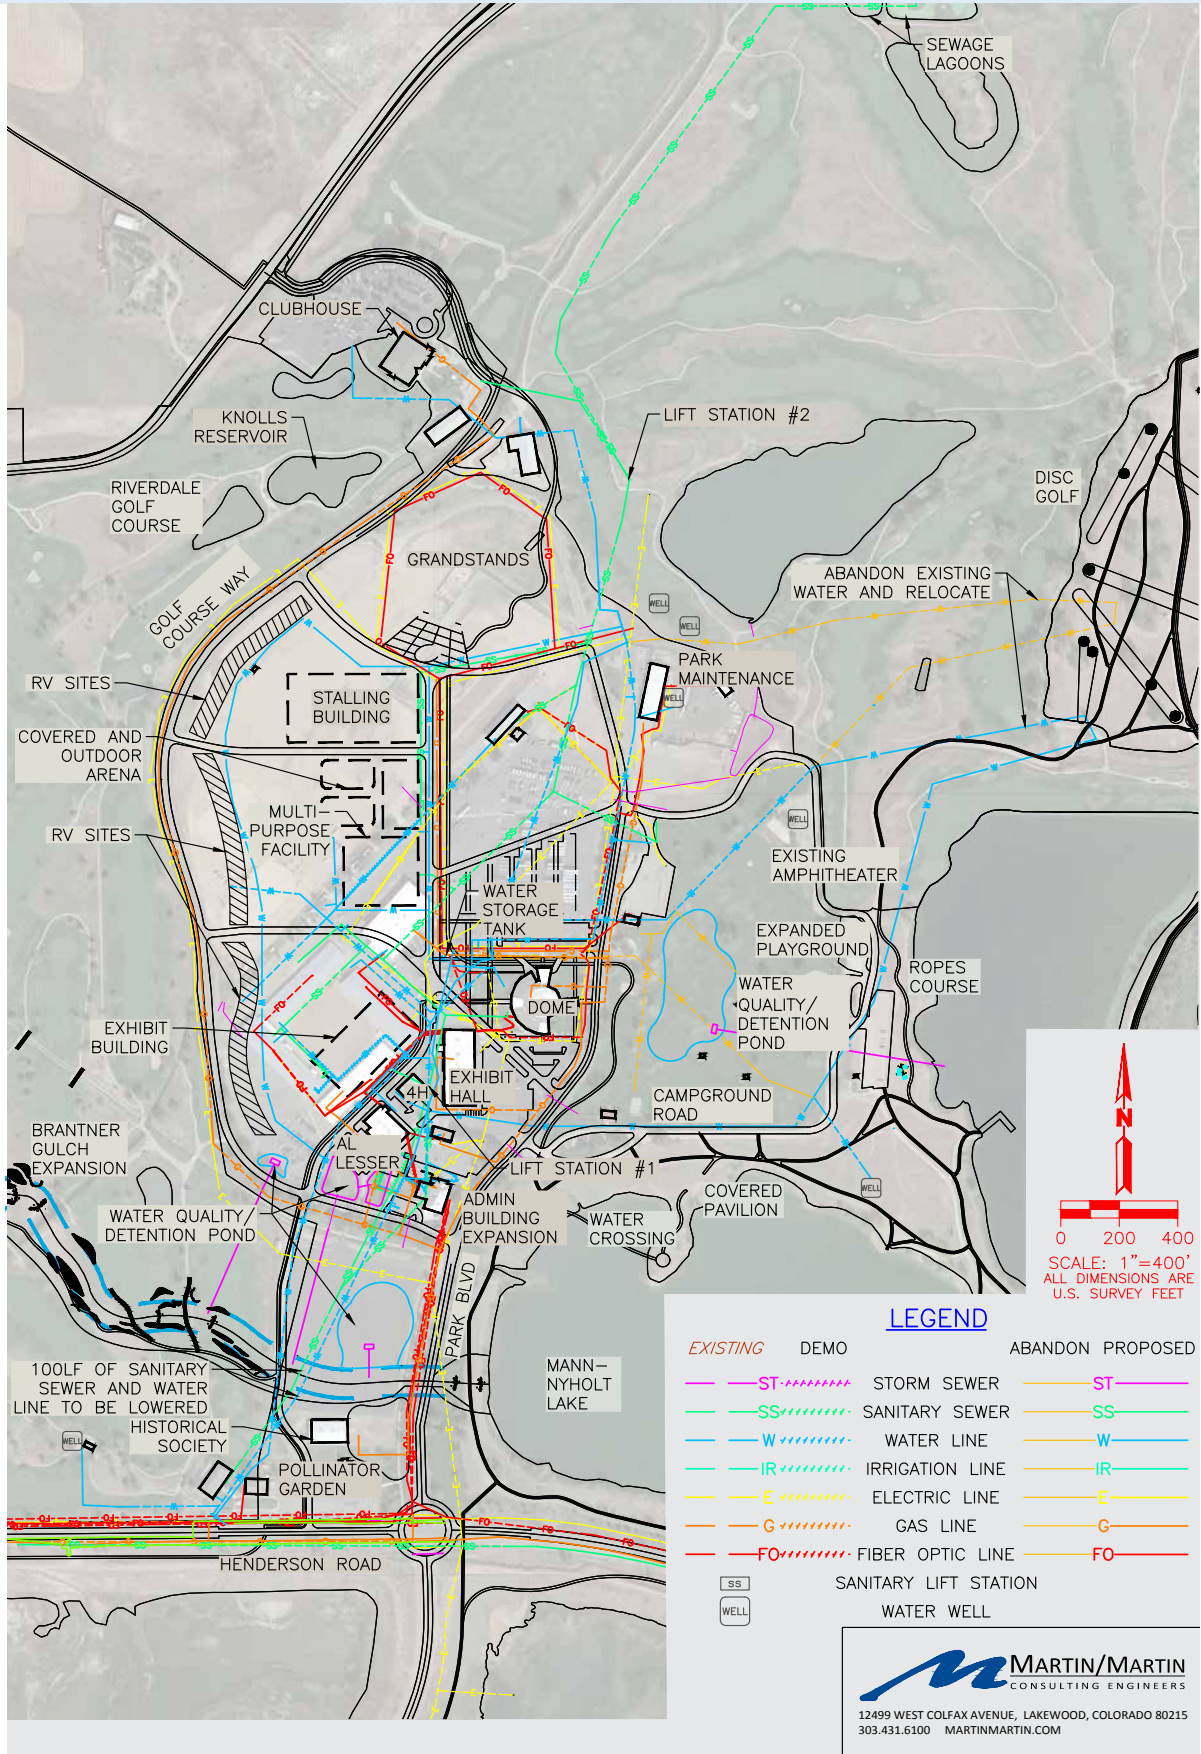 SEWAGE
LAGOONS
CLUBHOUSE
KNOLLS
RESERVOIR
LIFT STATION #2
RIVERDALE
GOLF
COURSE
DISC
GOLF
GRANDSTANDS
ABANDON EXISTING
WATER AND RELOCATE
GOLF
COURSE WAY
WELL
WELL
PARK
MAINTENANCE
WELL
RV SITES
STALLING
BUILDING
COVERED AND
OUTDOOR
ARENA
MULTI-
PURPOSE
FACILITY
RV SITES
WELL
EXISTING
AMPHITHEATER
WATER
STORAGE
TANK
EXPANDED
PLAYGROUND
ROPES
COURSE
WATER
QUALITY/
DETENTION
POND
DOME
EXHIBIT
BUILDING
EXHIBIT
HALL
4H
CAMPGROUND
ROAD
BRANTNER
GULCH
EXPANSION
AL
LESSER
LIFT STATION #1
WELL
COVERED
PAVILION
ADMIN
BUILDING
EXPANSION
WATER
CROSSING
WATER QUALITY/
DETENTION POND
PARK BLVD
N
0 200 400
SCALE: 1"=400'
ALL DIMENSIONS ARE
U.S. SURVEY FEET
100LF OF SANITARY
SEWER AND WATER
LINE TO BE LOWERED
MANN-
NYHOLT
LAKE
HISTORICAL
SOCIETY
WELL
POLLINATOR
GARDEN
HENDERSON ROAD
LEGEND
EXISTING DEMO ABANDON PROPOSED
ST STORM SEWER ST
SS SANITARY SEWER SS
W WATER LINE W
IR IRRIGATION LINE IR
E ELECTRIC LINE E
G GAS LINE G
FO FIBER OPTIC LINE FO
SS SANITARY LIFT STATION
WELL WATER WELL
MARTIN/MARTIN
CONSULTING ENGINEERS
12499 WEST COLFAX AVENUE, LAKEWOOD, COLORADO 80215
303.431.6100 MARTINMARTIN.COM